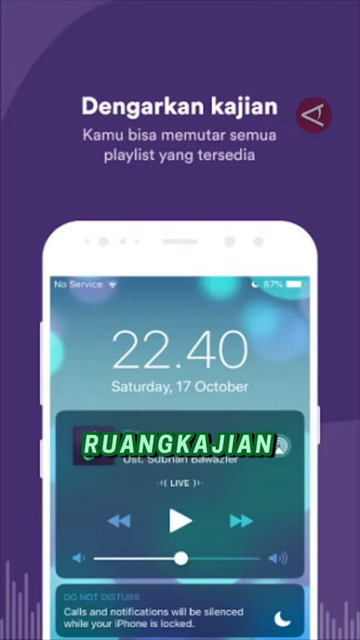 Dengarkan kajian
Kamu bisa memutar semua
playlist yang tersedia
No Service
87%
22.40
Saturday, 17 October
RUANGKAJIAN
Ust. Subhan Bawazier
LIVE
DO NOT DISTURB
Calls and notifications will be silenced
while your iPhone is locked.